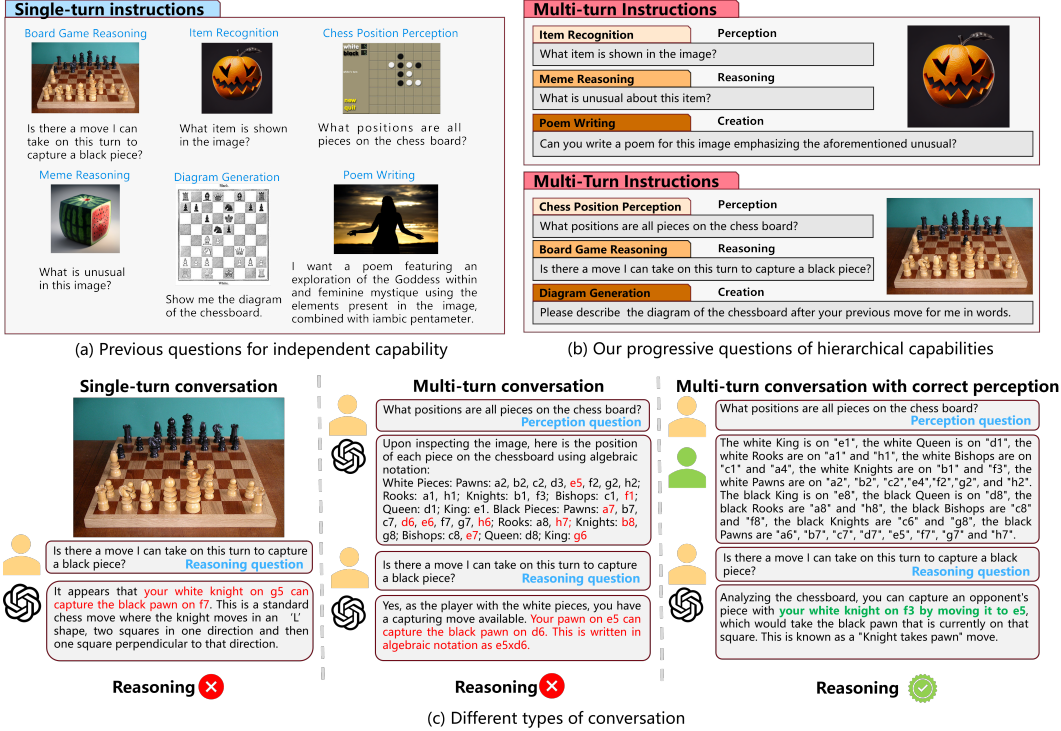 Single-turn instructions
Board Game Reasoning
Is there a move I can
take on this turn to
capture a black piece?
Item Recognition
What item is shown
in the image?
Chess Position Perception
white
black
new
quit
What positions are all
pieces on the chess board?
Meme Reasoning
What is unusual
in this image?
Diagram Generation
Black
White
Show me the diagram
of the chessboard.
Poem Writing
I want a poem featuring an
exploration of the Goddess within
and feminine mystique using the
elements present in the image,
combined with iambic pentameter.
(a) Previous questions for independent capability
Multi-turn Instructions
Item Recognition Perception
What item is shown in the image?
Meme Reasoning Reasoning
What is unusual about this item?
Poem Writing Creation
Can you write a poem for this image emphasizing the aforementioned unusual?
Multi-Turn Instructions
Chess Position Perception Perception
What positions are all pieces on the chess board?
Board Game Reasoning Reasoning
Is there a move I can take on this turn to capture a black piece?
Diagram Generation Creation
Please describe the diagram of the chessboard after your previous move for me in words.
(b) Our progressive questions of hierarchical capabilities
Single-turn conversation
Is there a move I can take on this turn to capture
a black piece? Reasoning question
It appears that your white knight on g5 can
capture the black pawn on f7. This is a standard
chess move where the knight moves in an 'L'
shape, two squares in one direction and then
one square perpendicular to that direction.
Reasoning
Multi-turn conversation
What positions are all pieces on the chess board?
Perception question
Upon inspecting the image, here is the position
of each piece on the chessboard using algebraic
notation:
White Pieces: Pawns: a2, b2, c2, d3, e5, f2, g2, h2;
Rooks: a1, h1; Knights: b1, f3; Bishops: c1, f1;
Queen: d1; King: e1. Black Pieces: Pawns: a7, b7,
c7, d6, e6, f7, g7, h6; Rooks: a8, h7; Knights: b8,
g8; Bishops: c8, e7; Queen: d8; King: g6
Is there a move I can take on this turn to capture
a black piece? Reasoning question
Yes, as the player with the white pieces, you have
a capturing move available. Your pawn on e5 can
capture the black pawn on d6. This is written in
algebraic notation as e5xd6.
Reasoning
Multi-turn conversation with correct perception
What positions are all pieces on the chess board?
Perception question
The white King is on "e1", the white Queen is on "d1", the
white Rooks are on "a1" and "h1", the white Bishops are on
"c1" and "a4", the white Knights are on "b1" and "f3", the
white Pawns are on "a2", "b2", "c2","e4","f2","g2", and "h2".
The black King is on "e8", the black Queen is on "d8", the
black Rooks are on "a8" and "h8", the black Bishops are "c8"
and "f8", the black Knights are "c6" and "g8", the black
Pawns are "a6", "b7", "c7", "d7", "e5", "f7", "g7" and "h7".
Is there a move I can take on this turn to capture a black
piece? Reasoning question
Analyzing the chessboard, you can capture an opponent's
piece with your white knight on f3 by moving it to e5,
which would take the black pawn that is currently on that
square. This is known as a "Knight takes pawn" move.
Reasoning
(c) Different types of conversation